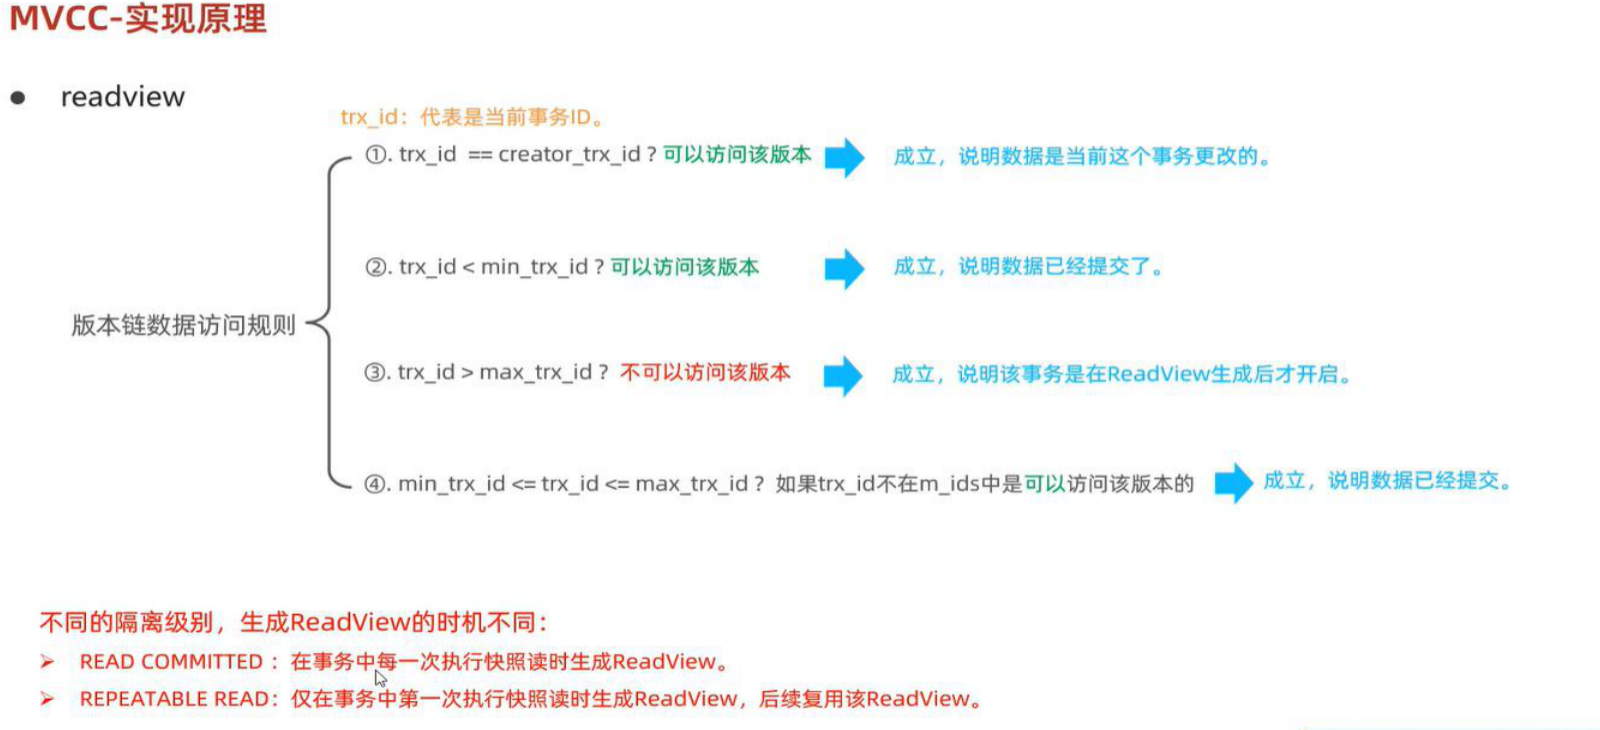 MVCC-实现原理
● readview
trx_id：代表是当前事务ID。
①. trx_id == creator_trx_id ? 可以访问该版本 成立，说明数据是当前这个事务更改的。
②. trx_id < min_trx_id ? 可以访问该版本 成立，说明数据已经提交了。
版本链数据访问规则
③. trx_id > max_trx_id ? 不可以访问该版本 成立，说明该事务是在ReadView生成后才开启。
④. min_trx_id <= trx_id <= max_trx_id ? 如果trx_id不在m_ids中是可以访问该版本的 成立，说明数据已经提交。
不同的隔离级别，生成ReadView的时机不同：
➢ READ COMMITTED ：在事务中每一次执行快照读时生成ReadView。
➢ REPEATABLE READ：仅在事务中第一次执行快照读时生成ReadView，后续复用该ReadView。